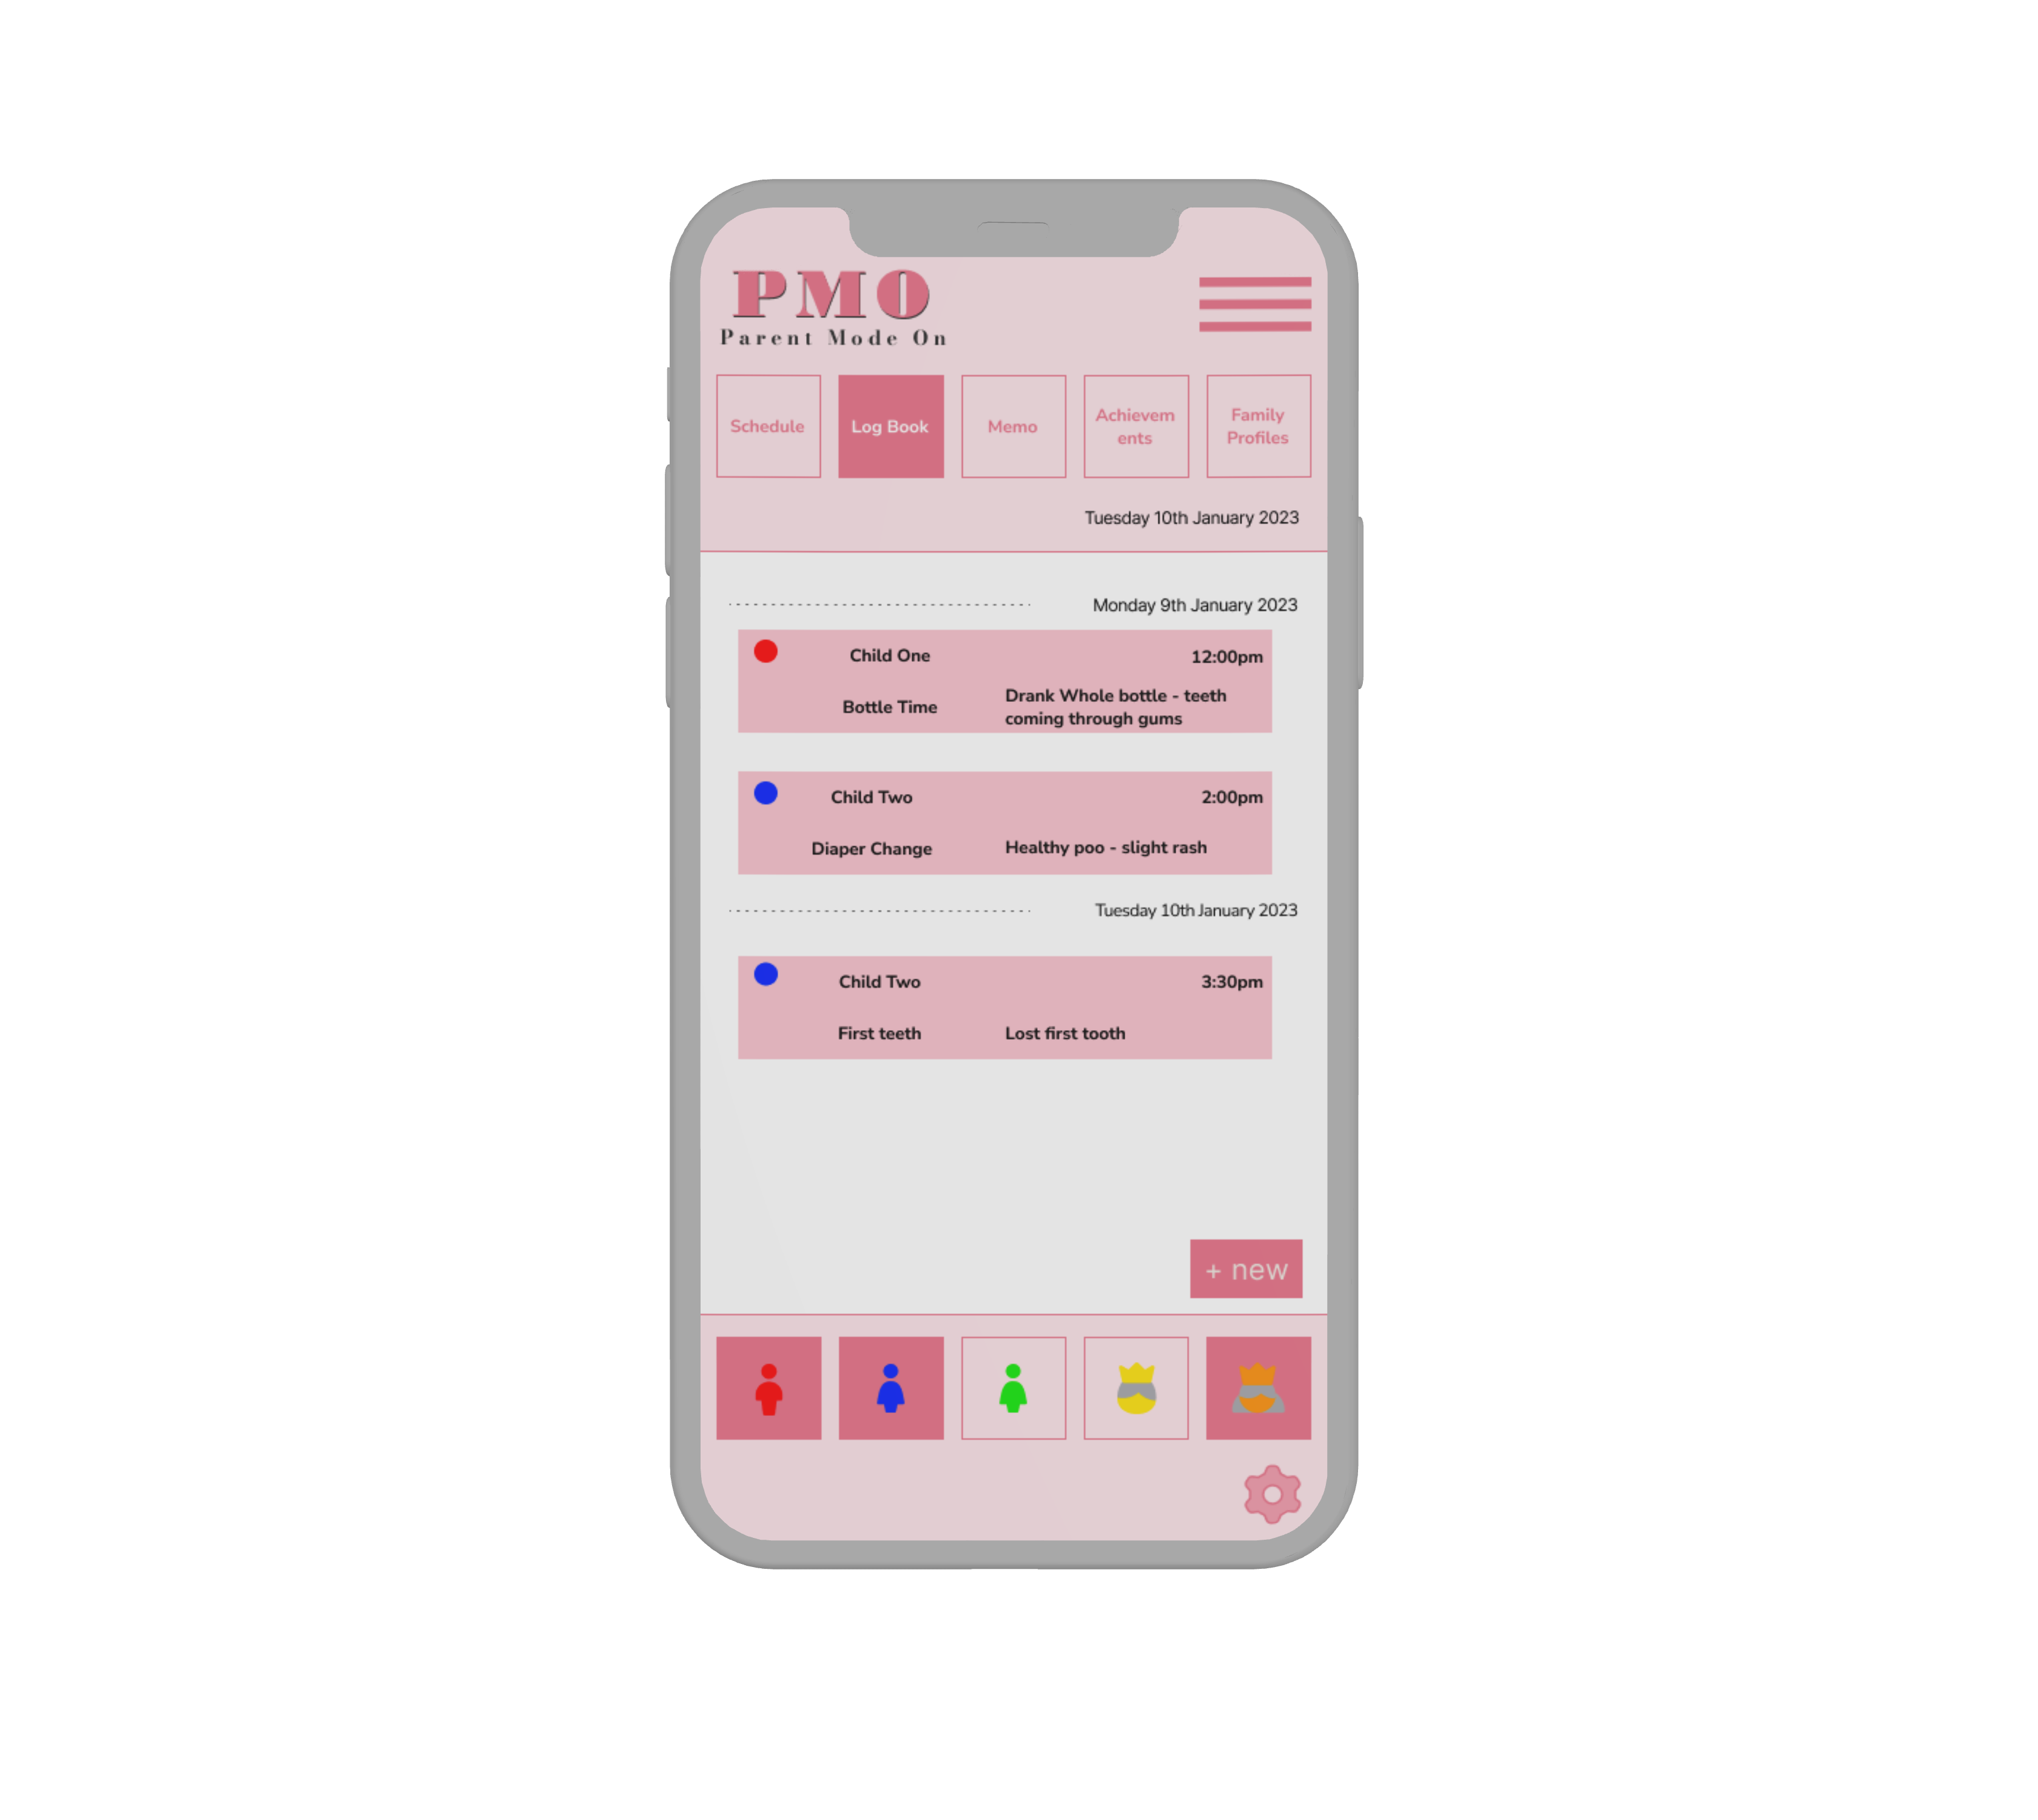 PMO
Parent Mode On
Schedule
Log Book
Memo
Achievem
ents
Family
Profiles
Tuesday 10th January 2023
Monday 9th January 2023
Child One 12:00pm
Bottle Time
Drank Whole bottle - teeth
coming through gums
Child Two 2:00pm
Diaper Change Healthy poo - slight rash
Tuesday 10th January 2023
Child Two 3:30pm
First teeth Lost first tooth
+ new